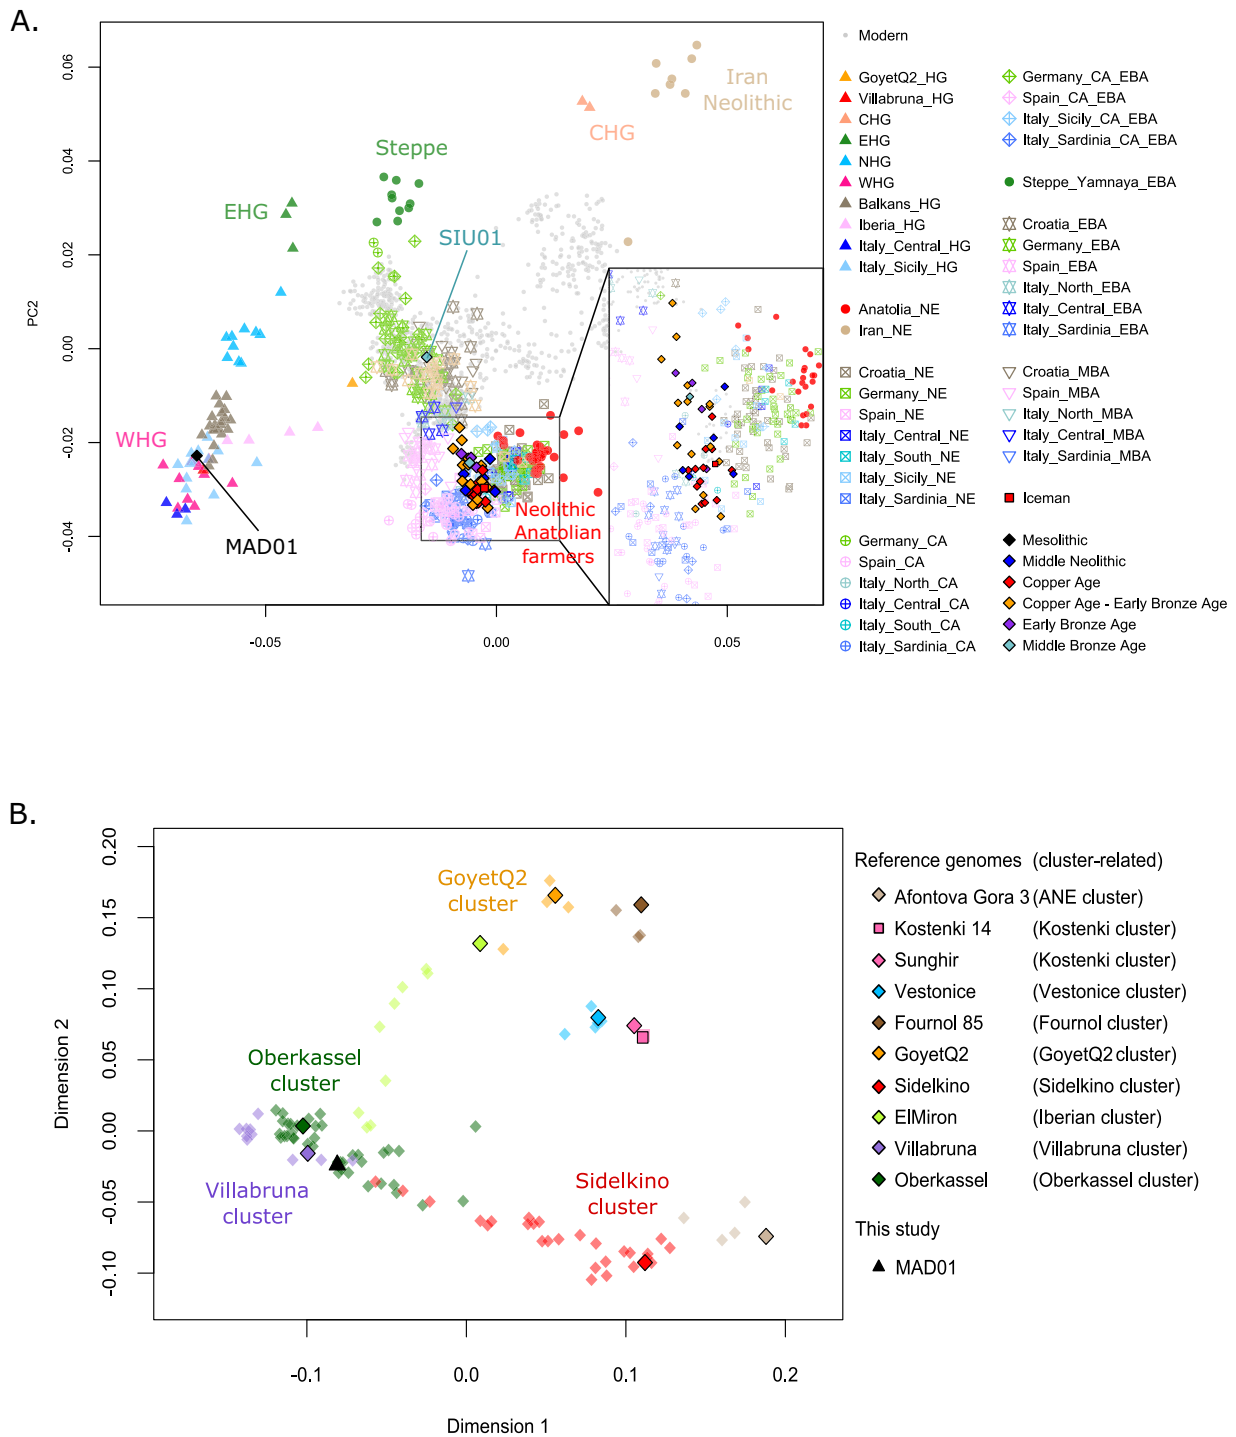 A.
PC2
0.06
0.04
0.02
0.00
-0.02
-0.04
-0.05
0.00
0.05
Iran
Neolithic
CHG
Steppe
EHG
SIU01
WHG
MAD01
Neolithic
Anatolian
farmers
Modern
GoyetQ2_HG
Villabruna_HG
CHG
EHG
NHG
WHG
Balkans_HG
Iberia_HG
Italy_Central_HG
Italy_Sicily_HG
Anatolia_NE
Iran_NE
Croatia_NE
Germany_NE
Spain_NE
Italy_Central_NE
Italy_South_NE
Italy_Sicily_NE
Italy_Sardinia_NE
Germany_CA
Spain_CA
Italy_North_CA
Italy_Central_CA
Italy_South_CA
Italy_Sardinia_CA
Germany_CA_EBA
Spain_CA_EBA
Italy_Sicily_CA_EBA
Italy_Sardinia_CA_EBA
Steppe_Yamnaya_EBA
Croatia_EBA
Germany_EBA
Spain_EBA
Italy_North_EBA
Italy_Central_EBA
Italy_Sardinia_EBA
Croatia_MBA
Spain_MBA
Italy_North_MBA
Italy_Central_MBA
Italy_Sardinia_MBA
Iceman
Mesolithic
Middle Neolithic
Copper Age
Copper Age - Early Bronze Age
Early Bronze Age
Middle Bronze Age
B.
Dimension 2
0.20
0.15
0.10
0.05
0.00
-0.05
-0.10
-0.1
0.0
0.1
0.2
Dimension 1
GoyetQ2
cluster
Oberkassel
cluster
Villabruna
cluster
Sidelkino
cluster
Reference genomes (cluster-related)
Afontova Gora 3 (ANE cluster)
Kostenki 14 (Kostenki cluster)
Sunghir (Kostenki cluster)
Vestonice (Vestonice cluster)
Fournol 85 (Fournol cluster)
GoyetQ2 (GoyetQ2 cluster)
Sidelkino (Sidelkino cluster)
ElMiron (Iberian cluster)
Villabruna (Villabruna cluster)
Oberkassel (Oberkassel cluster)
This study
MAD01